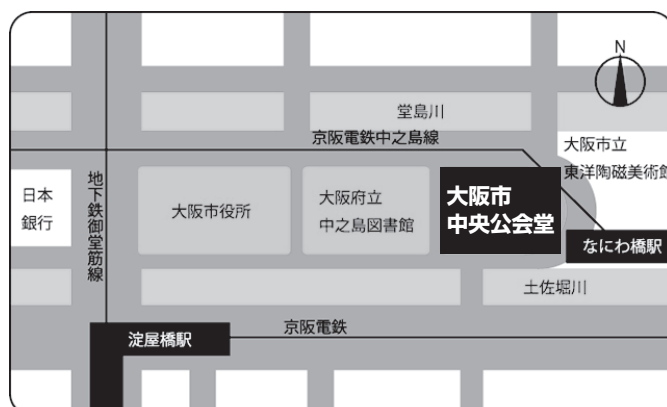 N
堂島川
京阪電鉄中之島線
大阪市立
東洋陶磁美術館
日本
銀行
地下鉄御堂筋線
大阪市役所
大阪府立
中之島図書館
大阪市
中央公会堂
なにわ橋駅
土佐堀川
京阪電鉄
淀屋橋駅